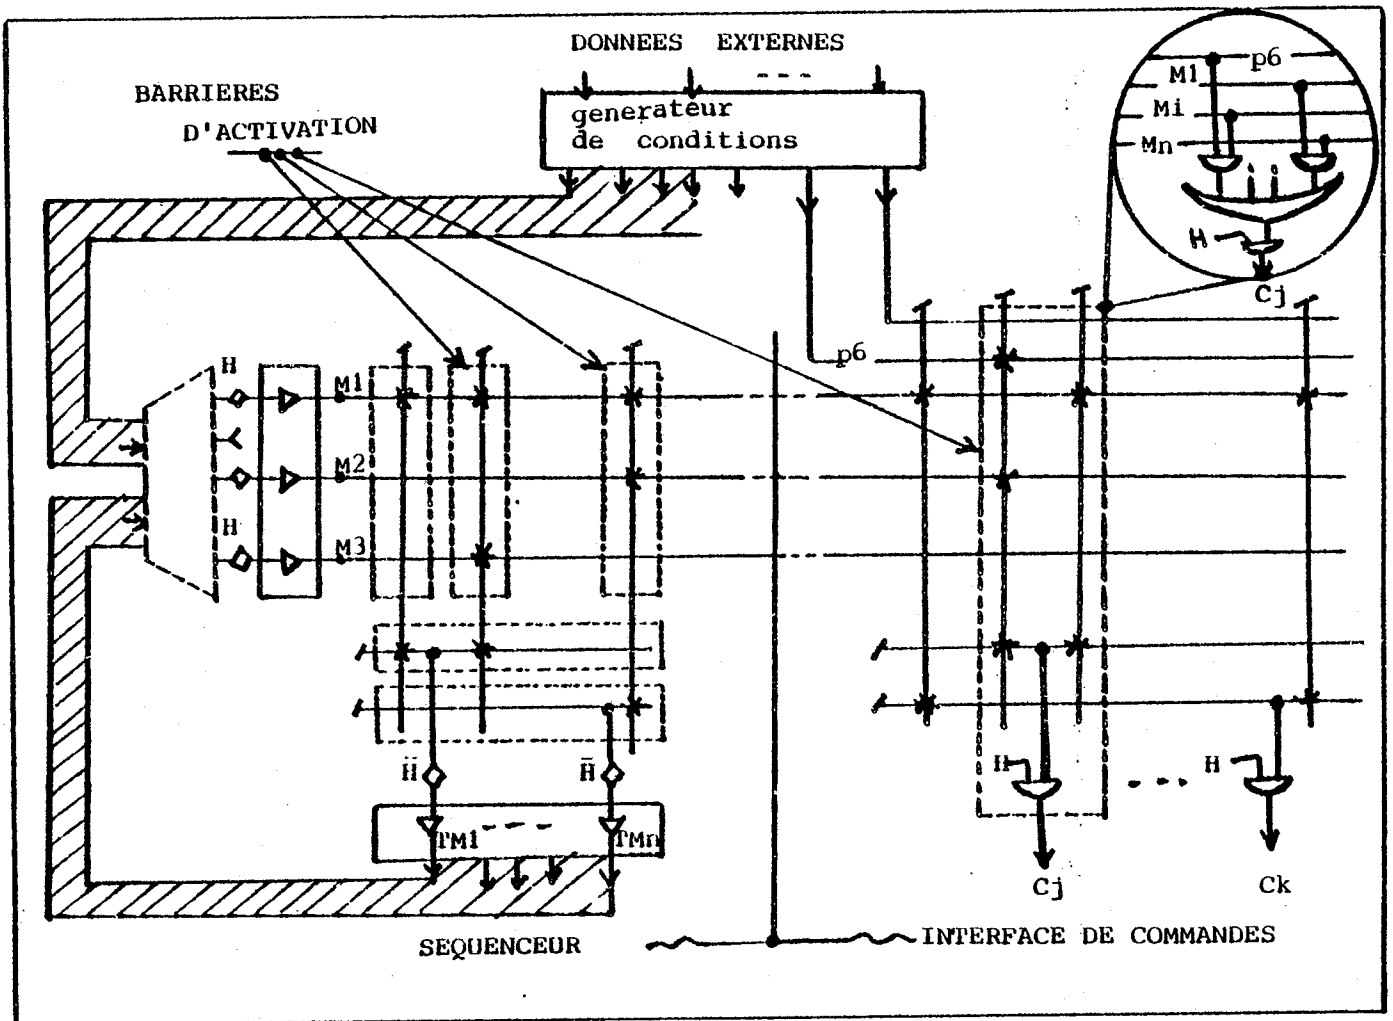 DONNEES EXTERNES
BARRIERES
D'ACTIVATION
generateur
de conditions
p6
M1
Mi
Mn
H
Cj
p6
H
M1
M2
H
M3
H̄
H̄
TM1
TMn
H
H
Cj
Ck
SEQUENCEUR
INTERFACE DE COMMANDES